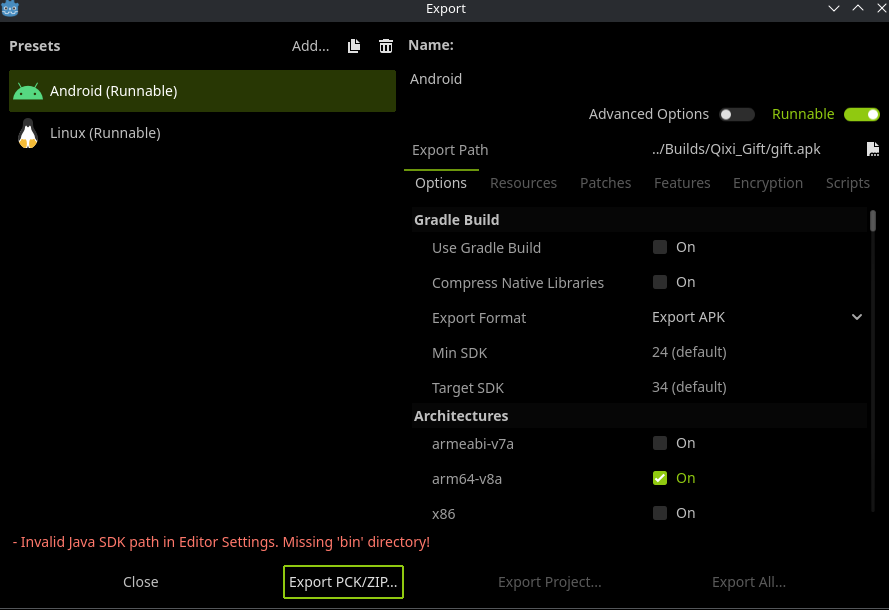 Export
Presets
Add...
Name:
Android (Runnable)
Android
Linux (Runnable)
Advanced Options
Runnable
Export Path
../Builds/Qixi_Gift/gift.apk
Options Resources Patches Features Encryption Scripts
Gradle Build
Use Gradle Build On
Compress Native Libraries On
Export Format Export APK
Min SDK 24 (default)
Target SDK 34 (default)
Architectures
armeabi-v7a On
arm64-v8a On
x86 On
- Invalid Java SDK path in Editor Settings. Missing 'bin' directory!
Close Export PCK/ZIP... Export Project... Export All...